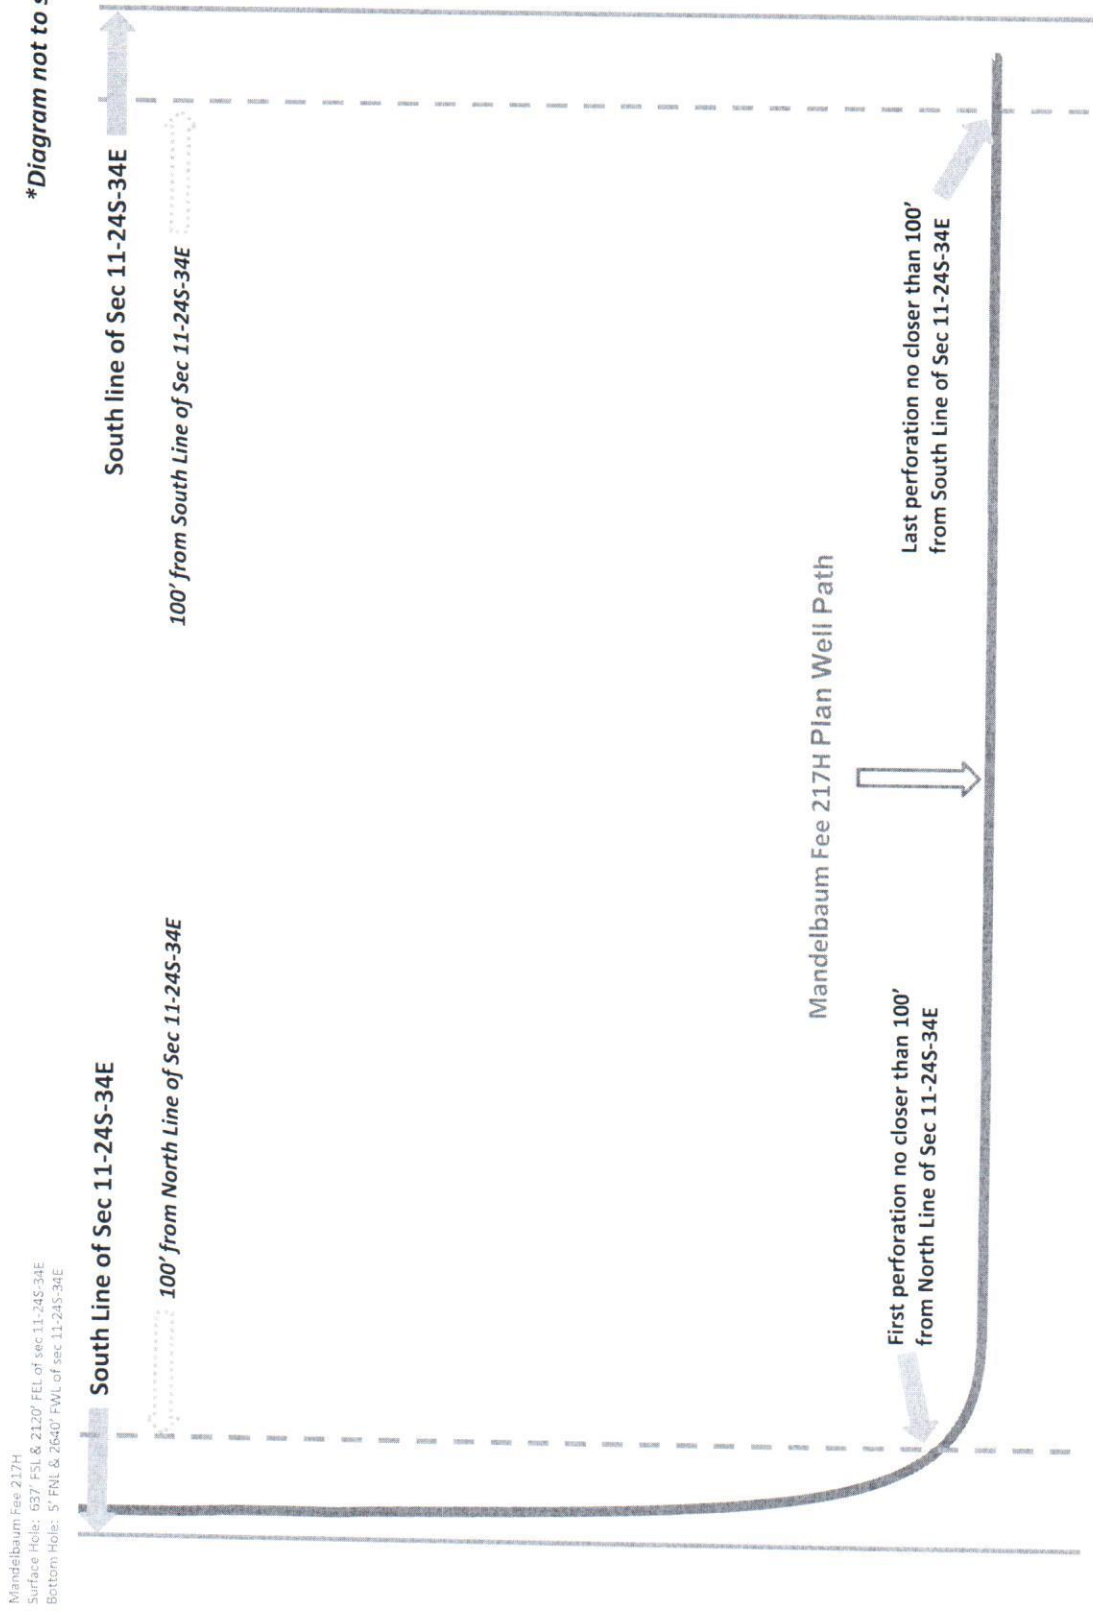 Mandelbaum Fee 217H
Surface Hole: 637' FSL & 2120' FEL of sec 11-24S-34E
Bottom Hole: 5' FNL & 2640' FWL of sec 11-24S-34E
*Diagram not to s
South Line of Sec 11-24S-34E
South line of Sec 11-24S-34E
100' from North Line of Sec 11-24S-34E
100' from South Line of Sec 11-24S-34E
Mandelbaum Fee 217H Plan Well Path
First perforation no closer than 100'
from North Line of Sec 11-24S-34E
Last perforation no closer than 100'
from South Line of Sec 11-24S-34E